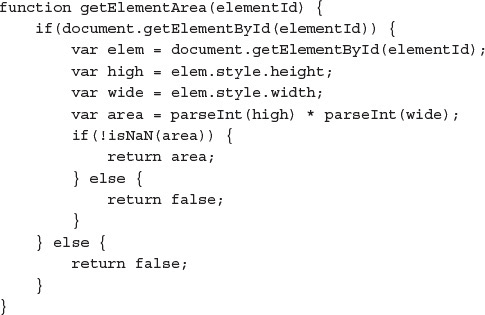 function getElementArea(elementId) {
    if(document.getElementById(elementId)) {
        var elem = document.getElementById(elementId);
        var high = elem.style.height;
        var wide = elem.style.width;
        var area = parseInt(high) * parseInt(wide);
        if(!isNaN(area)) {
            return area;
        } else {
            return false;
        }
    } else {
        return false;
    }
}